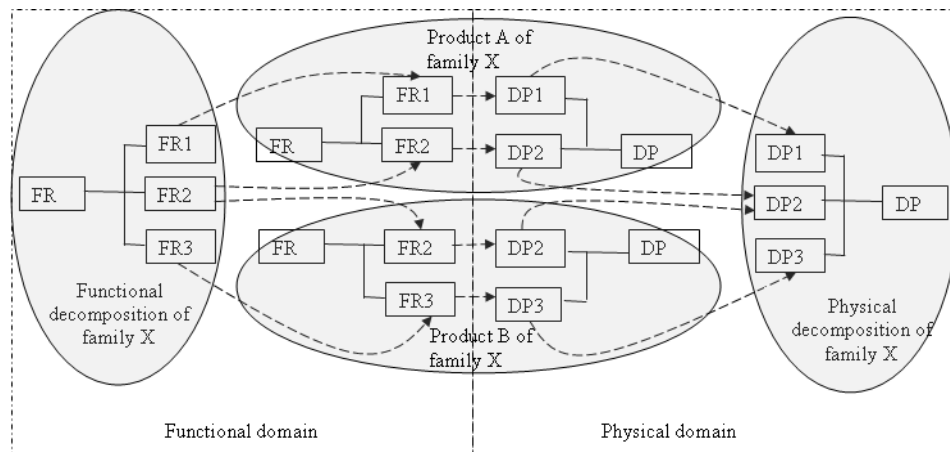 Product A of
family X
FR1
DP1
FR1
FR
FR2
DP2
DP
DP1
FR
FR2
DP2
DP
FR
FR2
DP2
DP
FR3
DP3
FR3
DP3
Functional
decomposition of
family X
Product B of
family X
Physical
decomposition of
family X
Functional domain
Physical domain